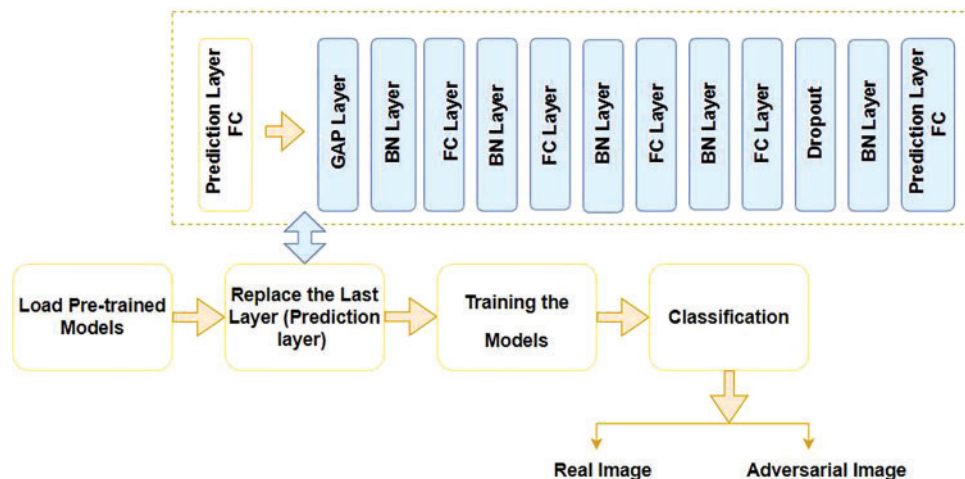 Prediction Layer
FC
GAP Layer
BN Layer
FC Layer
BN Layer
FC Layer
BN Layer
FC Layer
BN Layer
FC Layer
Dropout
BN Layer
Prediction Layer
FC
Load Pre-trained
Models
Replace the Last
Layer (Prediction
layer)
Training the
Models
Classification
Real Image
Adversarial Image